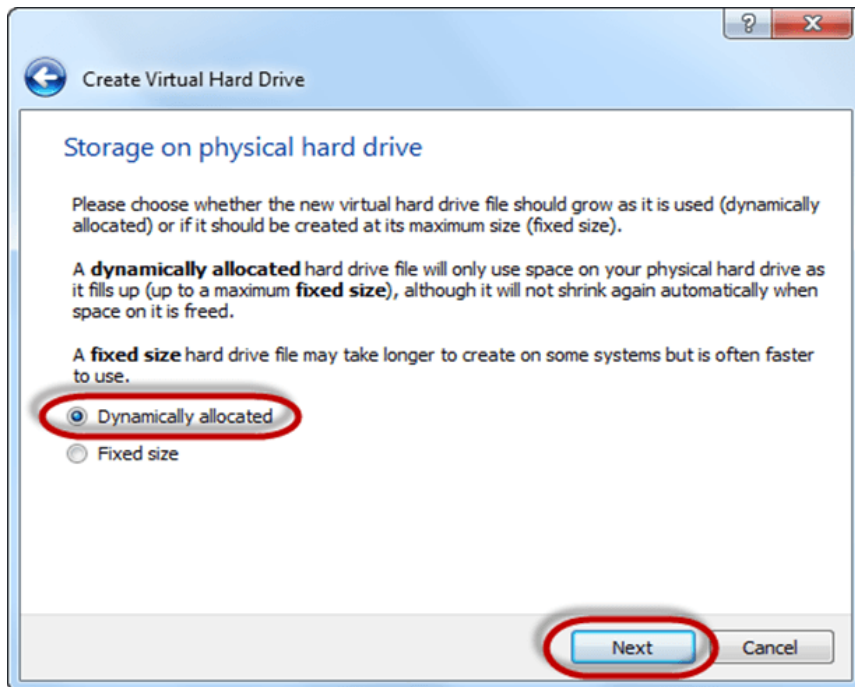 ?
Create Virtual Hard Drive
Storage on physical hard drive
Please choose whether the new virtual hard drive file should grow as it is used (dynamically
allocated) or if it should be created at its maximum size (fixed size).
A dynamically allocated hard drive file will only use space on your physical hard drive as
it fills up (up to a maximum fixed size), although it will not shrink again automatically when
space on it is freed.
A fixed size hard drive file may take longer to create on some systems but is often faster
to use.
Dynamically allocated
Fixed size
Next Cancel